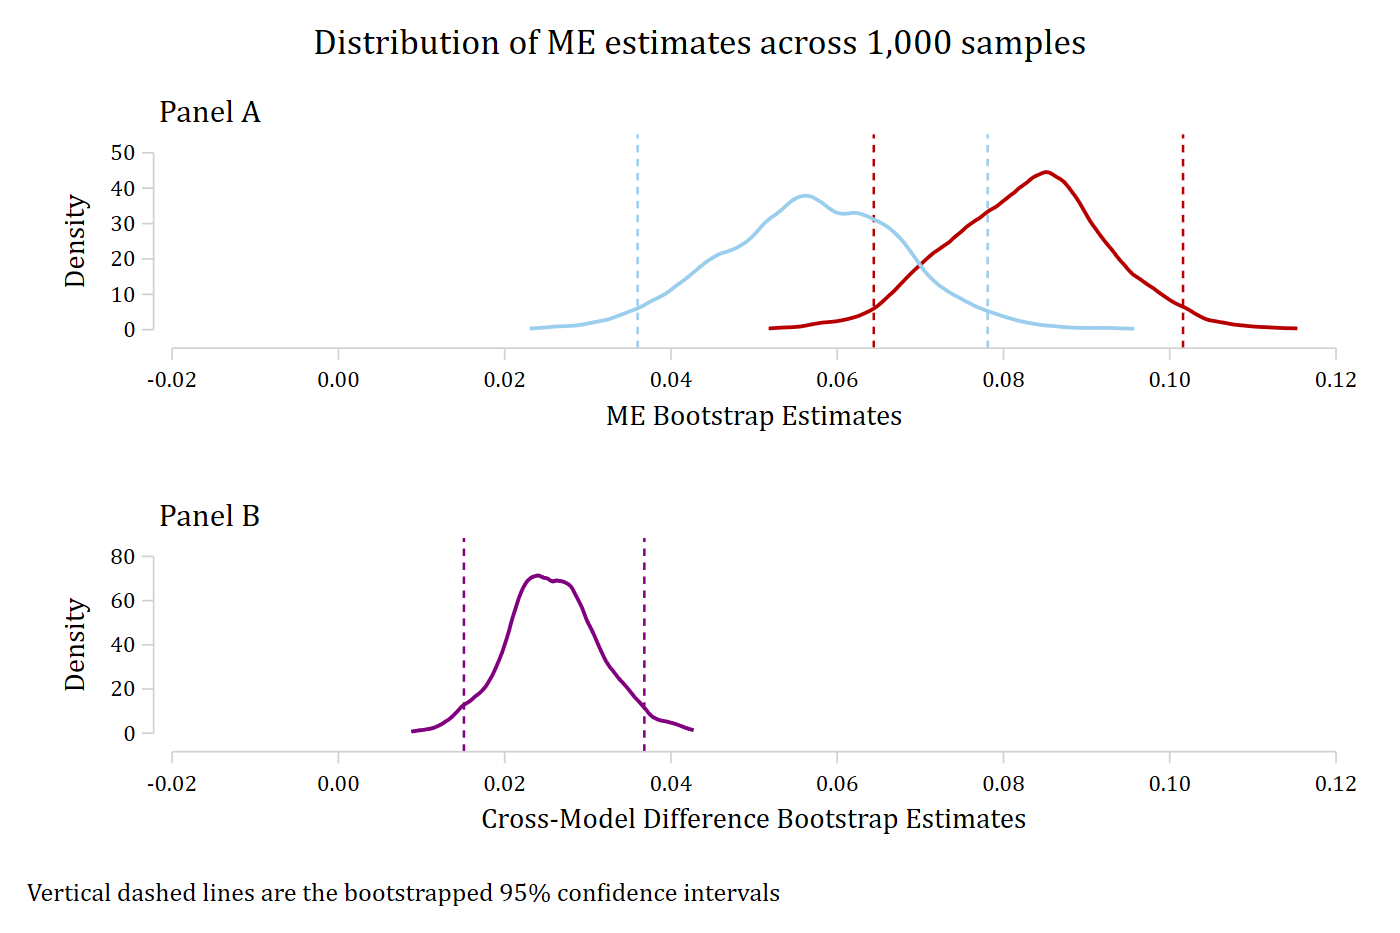 Distribution of ME estimates across 1,000 samples
Panel A
50
40
30
20
10
0
Density
-0.02 0.00 0.02 0.04 0.06 0.08 0.10 0.12
ME Bootstrap Estimates
Panel B
80
60
40
20
0
Density
-0.02 0.00 0.02 0.04 0.06 0.08 0.10 0.12
Cross-Model Difference Bootstrap Estimates
Vertical dashed lines are the bootstrapped 95% confidence intervals